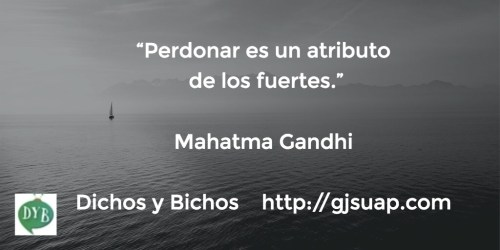 “Perdonar es un atributo
de los fuertes.”
Mahatma Gandhi
DYB
Dichos y Bichos http://gjsuap.com